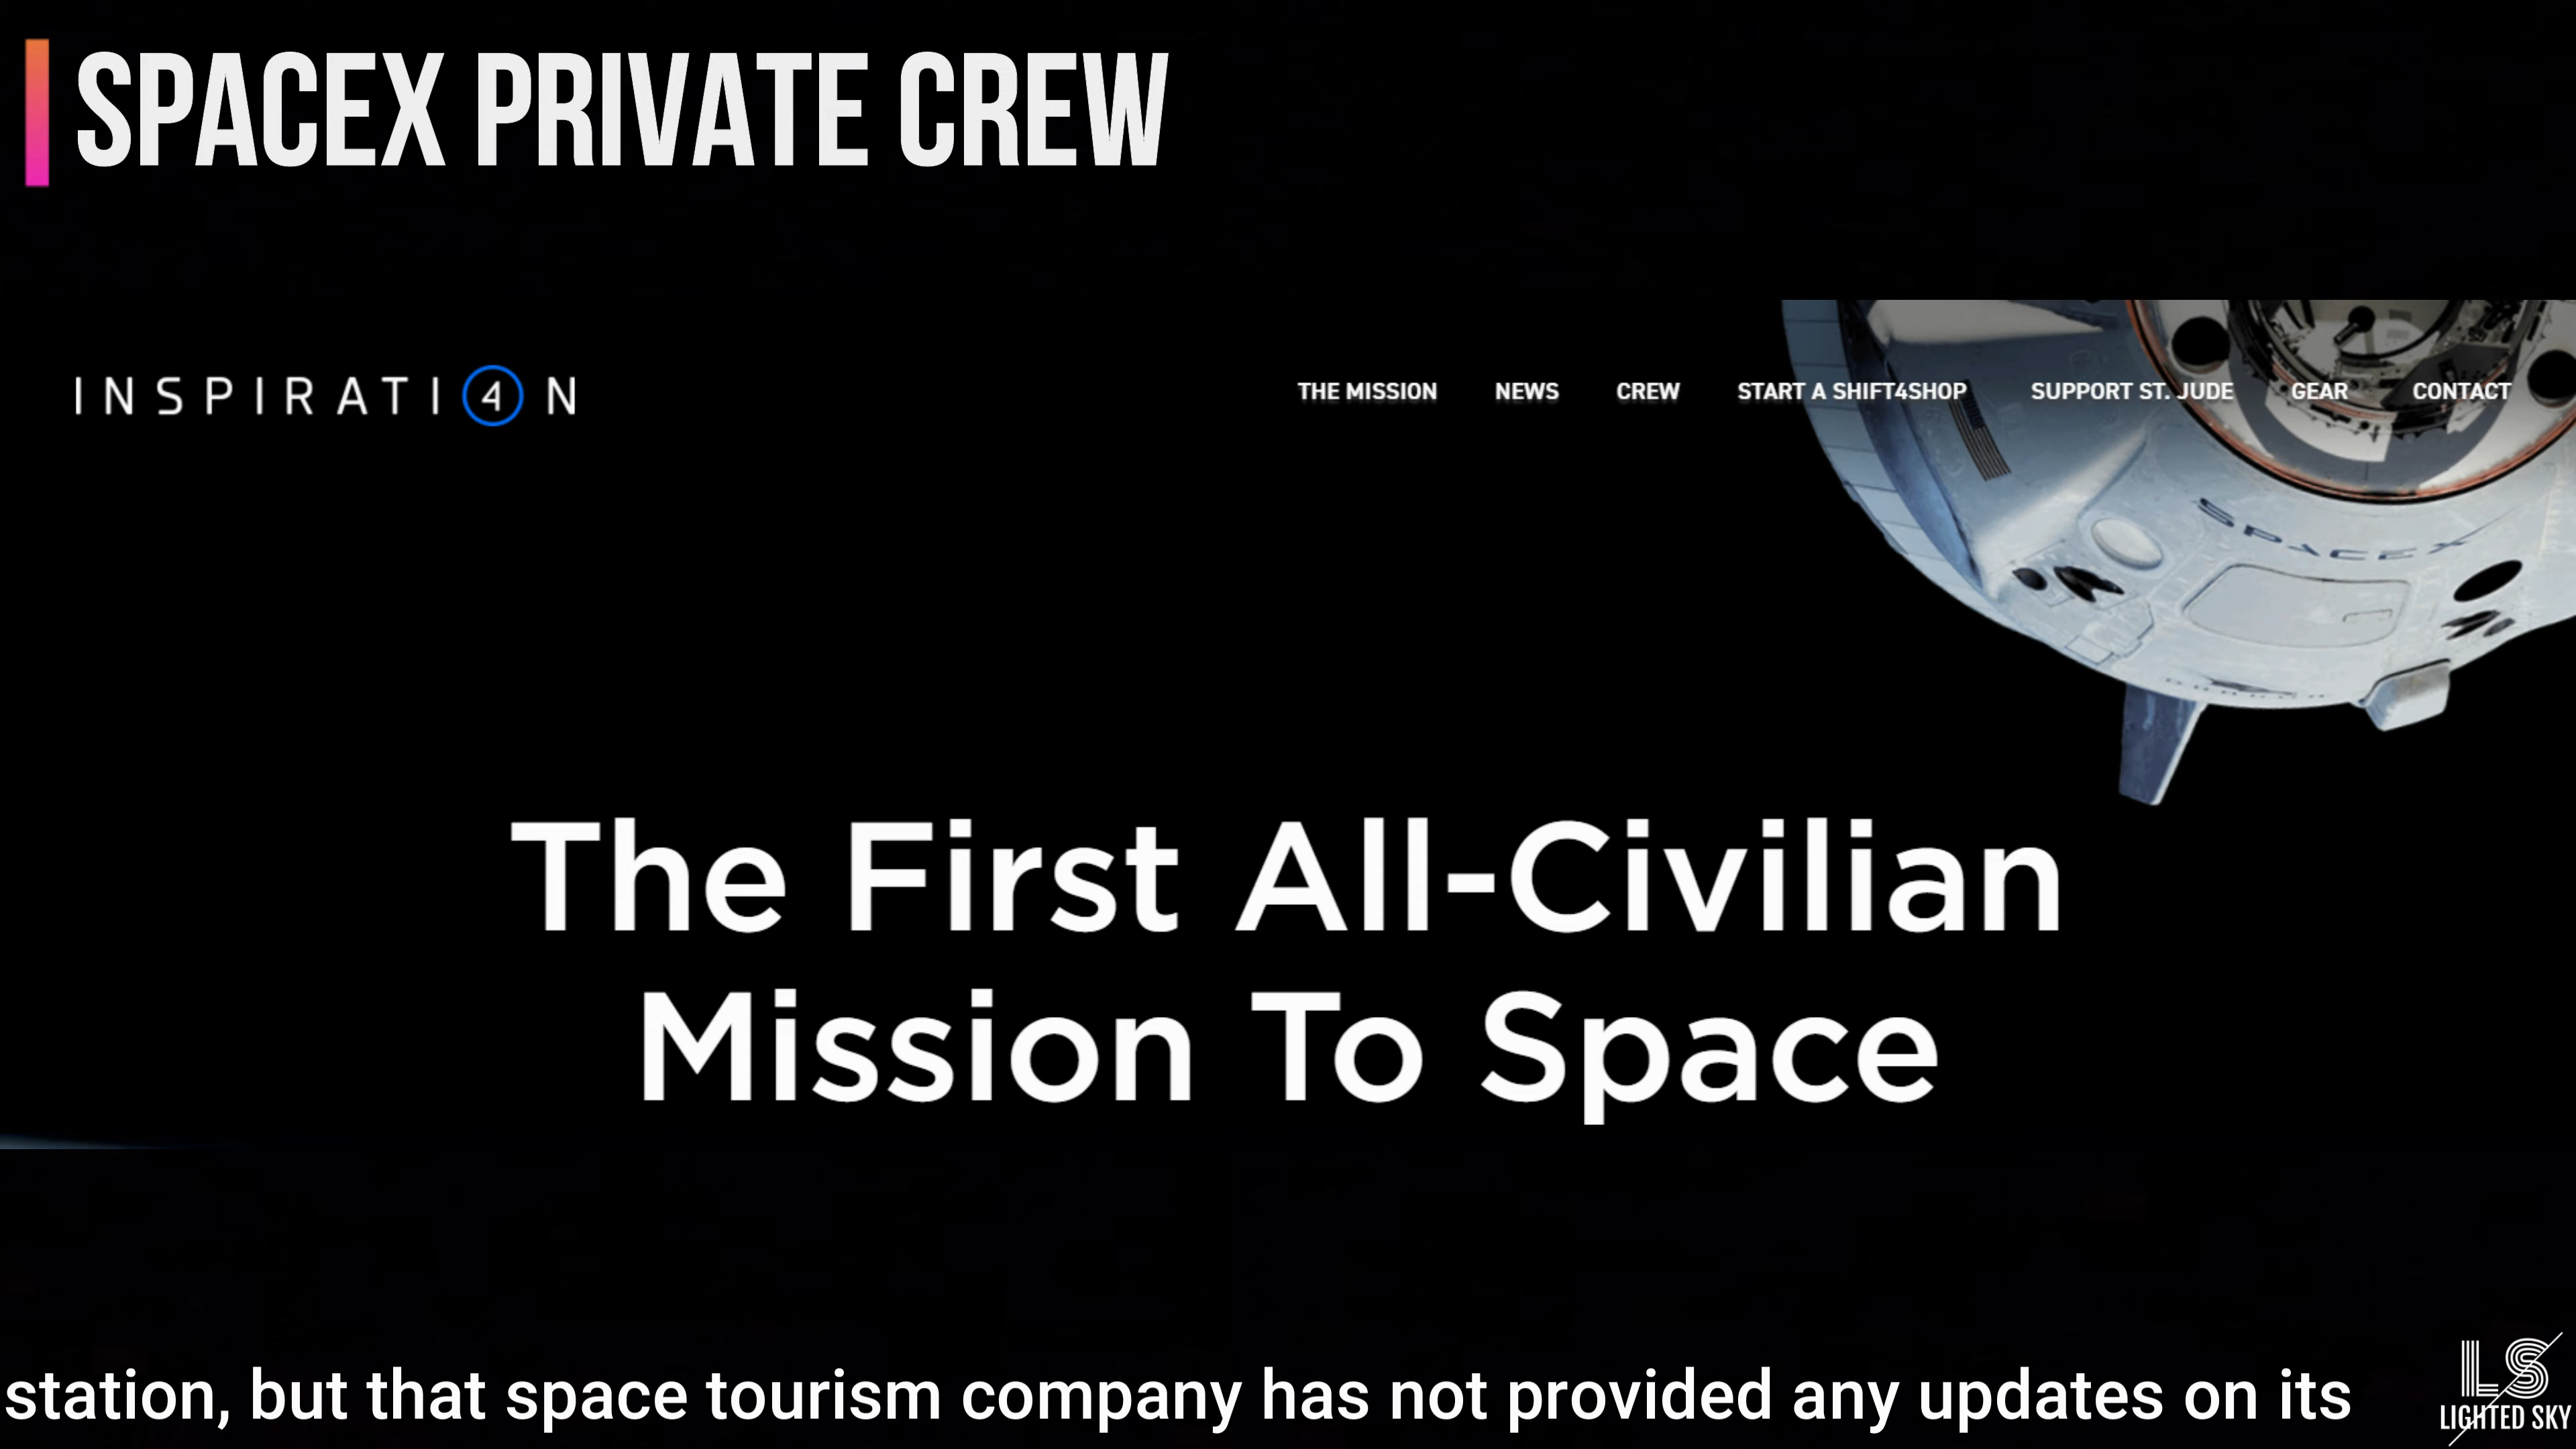 SPACEX PRIVATE CREW
INSPIRATI4N
THE MISSION NEWS CREW START A SHIFT4SHOP SUPPORT ST. JUDE GEAR CONTACT
SPACEX
The First All-Civilian
Mission To Space
station, but that space tourism company has not provided any updates on its
LS
LIGHTED SKY